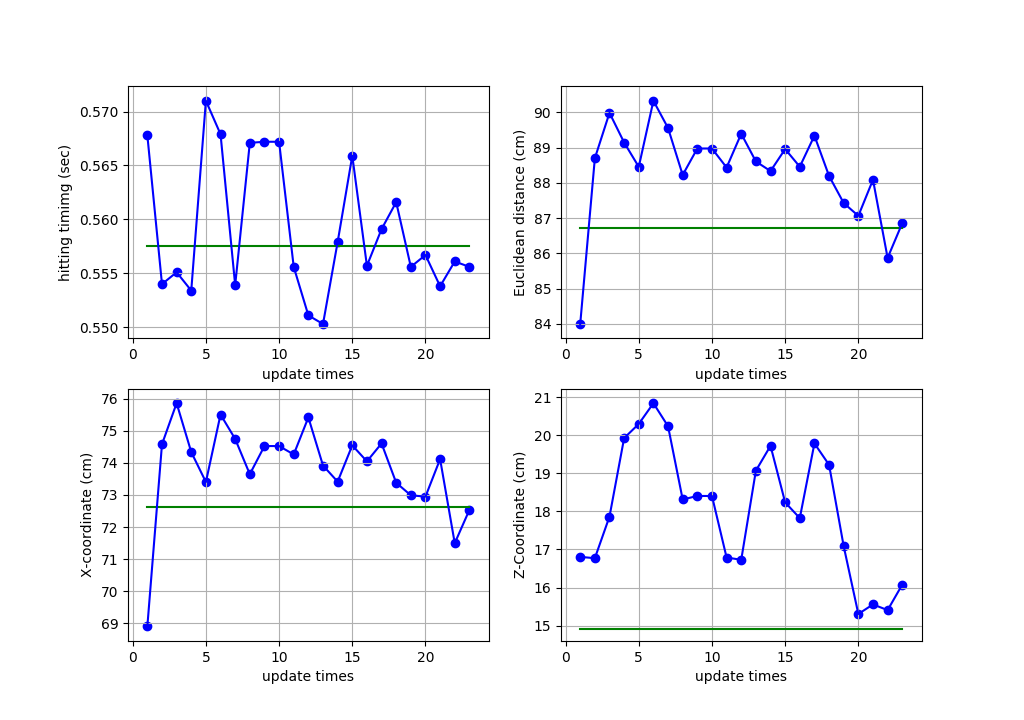 0.570
0.565
0.560
0.555
0.550
hitting timimg (sec)
0 5 10 15 20
update times
90
89
88
87
86
85
84
Euclidean distance (cm)
0 5 10 15 20
update times
76
75
74
73
72
71
70
69
X-coordinate (cm)
0 5 10 15 20
update times
21
20
19
18
17
16
15
Z-Coordinate (cm)
0 5 10 15 20
update times